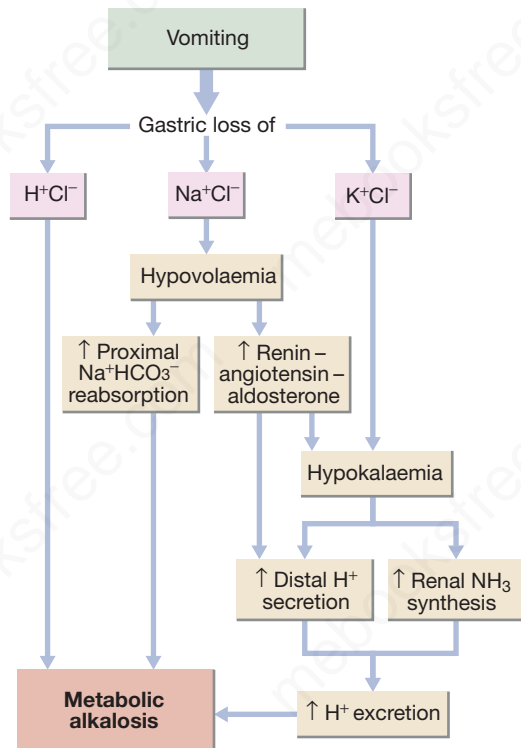 Vomiting
Gastric loss of
H⁺Cl⁻
Na⁺Cl⁻
K⁺Cl⁻
Hypovolaemia
↑ Proximal
Na⁺HCO₃⁻
reabsorption
↑ Renin –
angiotensin –
aldosterone
Hypokalaemia
↑ Distal H⁺
secretion
↑ Renal NH₃
synthesis
Metabolic
alkalosis
↑ H⁺ excretion